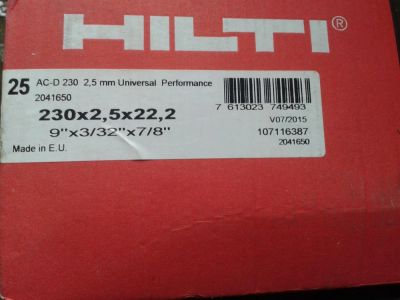 HILTI®
25 AC-D 230 2,5 mm Universal Performance
2041650
230x2,5x22,2
9"x3/32"x7/8"
Made in E.U.
7 613023 749493
V07/2015
107116387
2041650